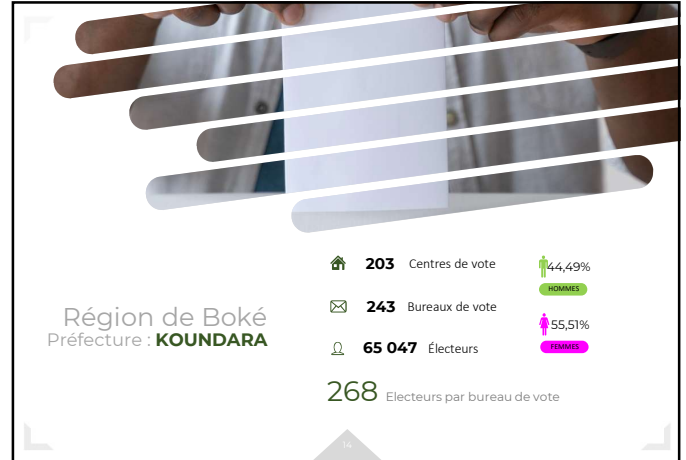 Région de Boké
Préfecture : KOUNDARA
203 Centres de vote
243 Bureaux de vote
65 047 Électeurs
268 Electeurs par bureau de vote
44,49%
HOMMES
55,51%
FEMMES
14